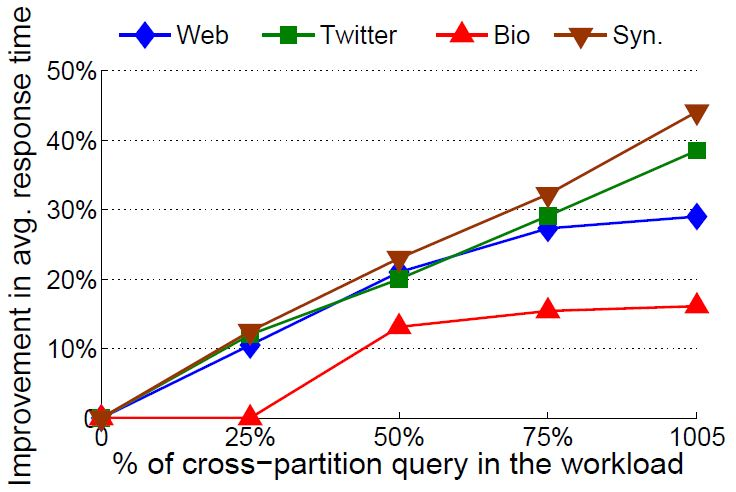 Web Twitter Bio Syn.
Improvement in avg. response time
50%
40%
30%
20%
10%
0
0 25% 50% 75% 1005
% of cross-partition query in the workload